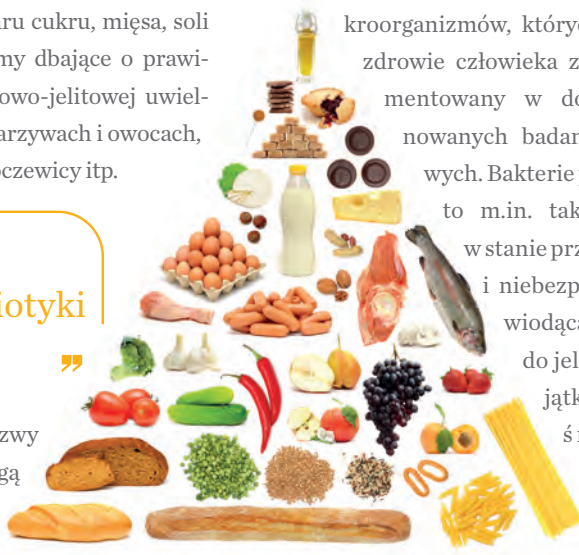 ru cukru, mięsa, soli
my dbające o prawi-
owo-jelitowej uwiel-
arzywach i owocach,
oczewicy itp.
iotyki
”
zwy
gą
kroorganizmów, któryc
zdrowie człowieka z
mentowany w do
nowanych badan
wych. Bakterie
to m.in. tak
w stanie prz
i niebezp
wiodąca
do jel
jątk